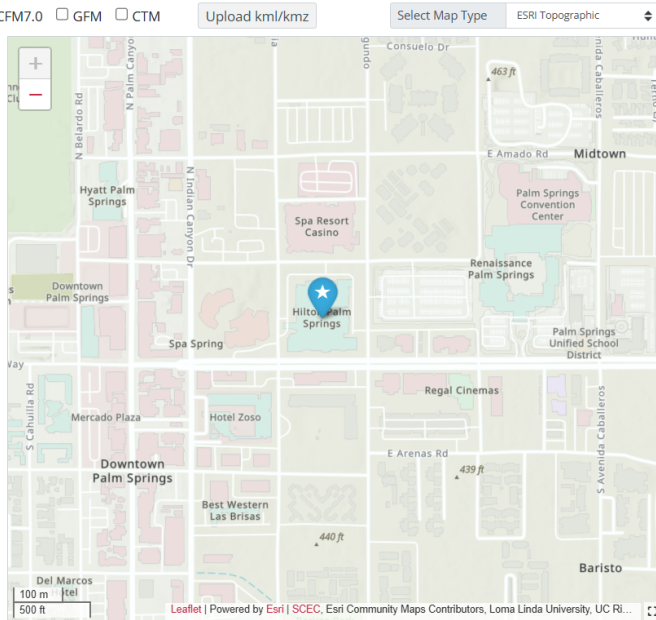 CFM7.0 GFM CTM Upload kml/kmz Select Map Type ESRI Topographic
Consuelo Dr
N Palm Canyo
463 ft
+
−
N Belardo Rd
nida Caballeros
E Amado Rd
Midtown
Hyatt Palm
Springs
N Indian Canyon Dr
Palm Springs
Convention
Center
Spa Resort
Casino
Renaissance
Palm Springs
Downtown
Palm Springs
Hilton Palm
Springs
Spa Spring
Palm Springs
Unified School
District
Way
Regal Cinemas
S Cahuilla Rd
Mercado Plaza
Hotel Zoso
S Avenida Caballeros
E Arenas Rd
Downtown
Palm Springs
439 ft
Best Western
Las Brisas
440 ft
Baristo
Del Marcos
Hotel
100 m
500 ft
Leaflet | Powered by Esri | SCEC, Esri Community Maps Contributors, Loma Linda University, UC Ri...